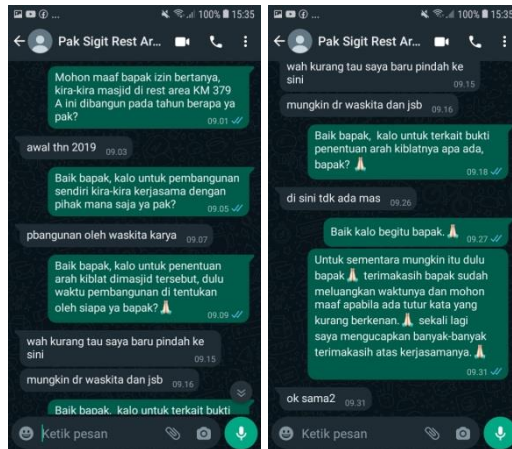 100% 15:35
Pak Sigit Rest Ar...
Mohon maaf bapak izin bertanya,
kira-kira masjid di rest area KM 379
A ini dibangun pada tahun berapa ya
pak?
09.01
awal thn 2019 09.03
Baik bapak, kalo untuk pembangunan
sendiri kira-kira kerjasama dengan
pihak mana saja ya pak?
09.05
pbangunan oleh waskita karya 09.07
Baik bapak, kalo untuk penentuan
arah kiblat dimasjid tersebut, dulu
waktu pembangunan di tentukan
oleh siapa ya bapak?
09.09
wah kurang tau saya baru pindah ke
sini
09.15
mungkin dr waskita dan jsb 09.16
Baik bapak, kalo untuk terkait bukti
Ketik pesan
100% 15:35
Pak Sigit Rest Ar...
wah kurang tau saya baru pindah ke
sini
09.15
mungkin dr waskita dan jsb 09.16
Baik bapak, kalo untuk terkait bukti
penentuan arah kiblatnya apa ada,
bapak?
09.18
di sini tdk ada mas 09.26
Baik kalo begitu bapak. 09.27
Untuk sementara mungkin itu dulu
bapak terimakasih bapak sudah
meluangkan waktunya dan mohon
maaf apabila ada tutur kata yang
kurang berkenan. sekali lagi
saya mengucapkan banyak-banyak
terimakasih atas kerjasamanya.
09.31
ok sama2 09.31
Ketik pesan